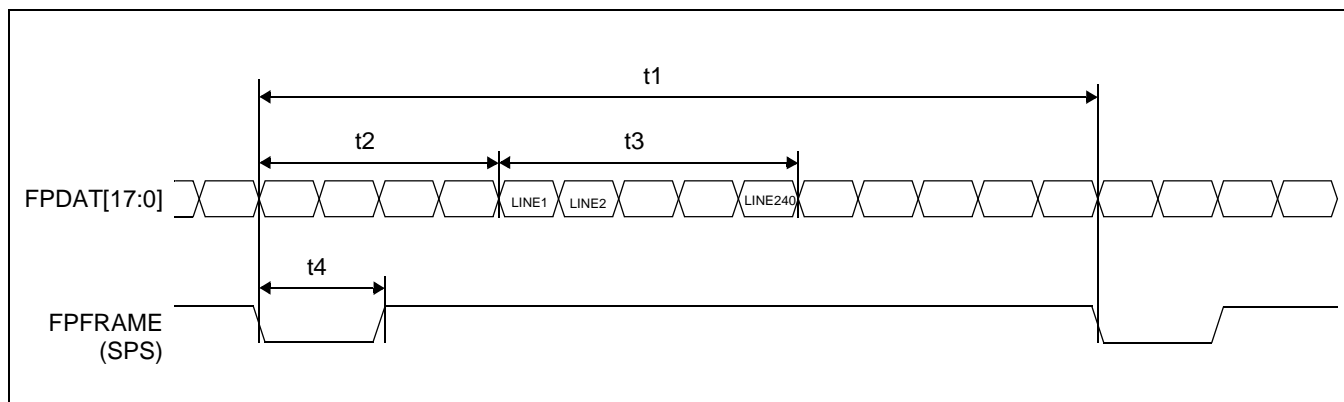 t1
t2
t3
FPDAT[17:0]
LINE1
LINE2
LINE240
t4
FPFRAME
(SPS)